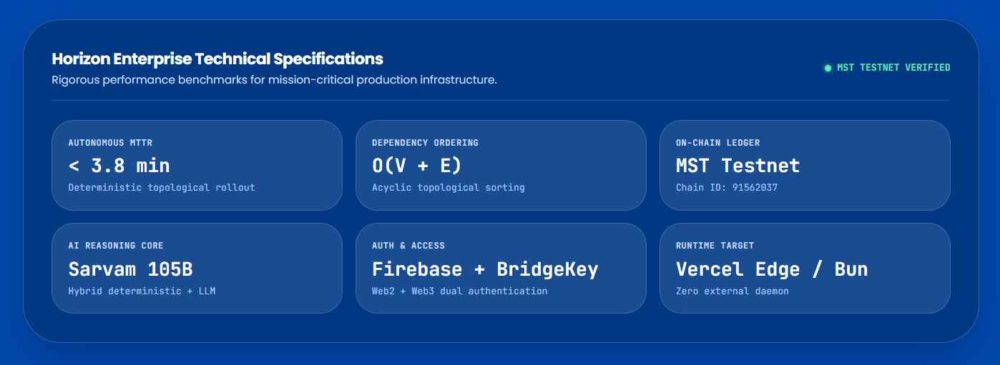 Horizon Enterprise Technical Specifications
Rigorous performance benchmarks for mission-critical production infrastructure.
MST TESTNET VERIFIED
AUTONOMOUS MTTR
< 3.8 min
Deterministic topological rollout
DEPENDENCY ORDERING
O(V + E)
Acyclic topological sorting
ON-CHAIN LEDGER
MST Testnet
Chain ID: 91562037
AI REASONING CORE
Sarvam 105B
Hybrid deterministic + LLM
AUTH & ACCESS
Firebase + BridgeKey
Web2 + Web3 dual authentication
RUNTIME TARGET
Vercel Edge / Bun
Zero external daemon